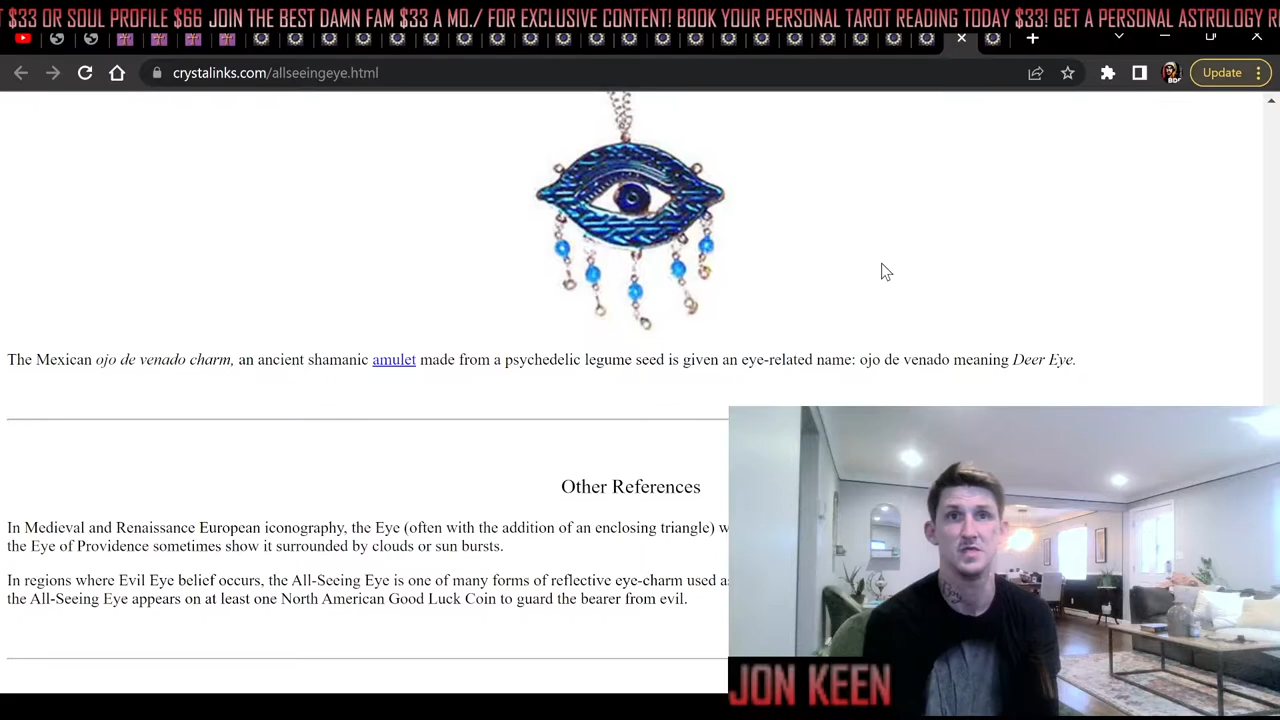 $33 OR SOUL PROFILE $66 JOIN THE BEST DAMN FAM $33 A MO./ FOR EXCLUSIVE CONTENT! BOOK YOUR PERSONAL TAROT READING TODAY $33! GET A PERSONAL ASTROLOGY
crystalinks.com/allseeingeye.html
Update
The Mexican ojo de venado charm, an ancient shamanic amulet made from a psychedelic legume seed is given an eye-related name: ojo de venado meaning Deer Eye.
Other References
In Medieval and Renaissance European iconography, the Eye (often with the addition of an enclosing triangle) w
the Eye of Providence sometimes show it surrounded by clouds or sun bursts.
In regions where Evil Eye belief occurs, the All-Seeing Eye is one of many forms of reflective eye-charm used as
the All-Seeing Eye appears on at least one North American Good Luck Coin to guard the bearer from evil.
JON KEEN